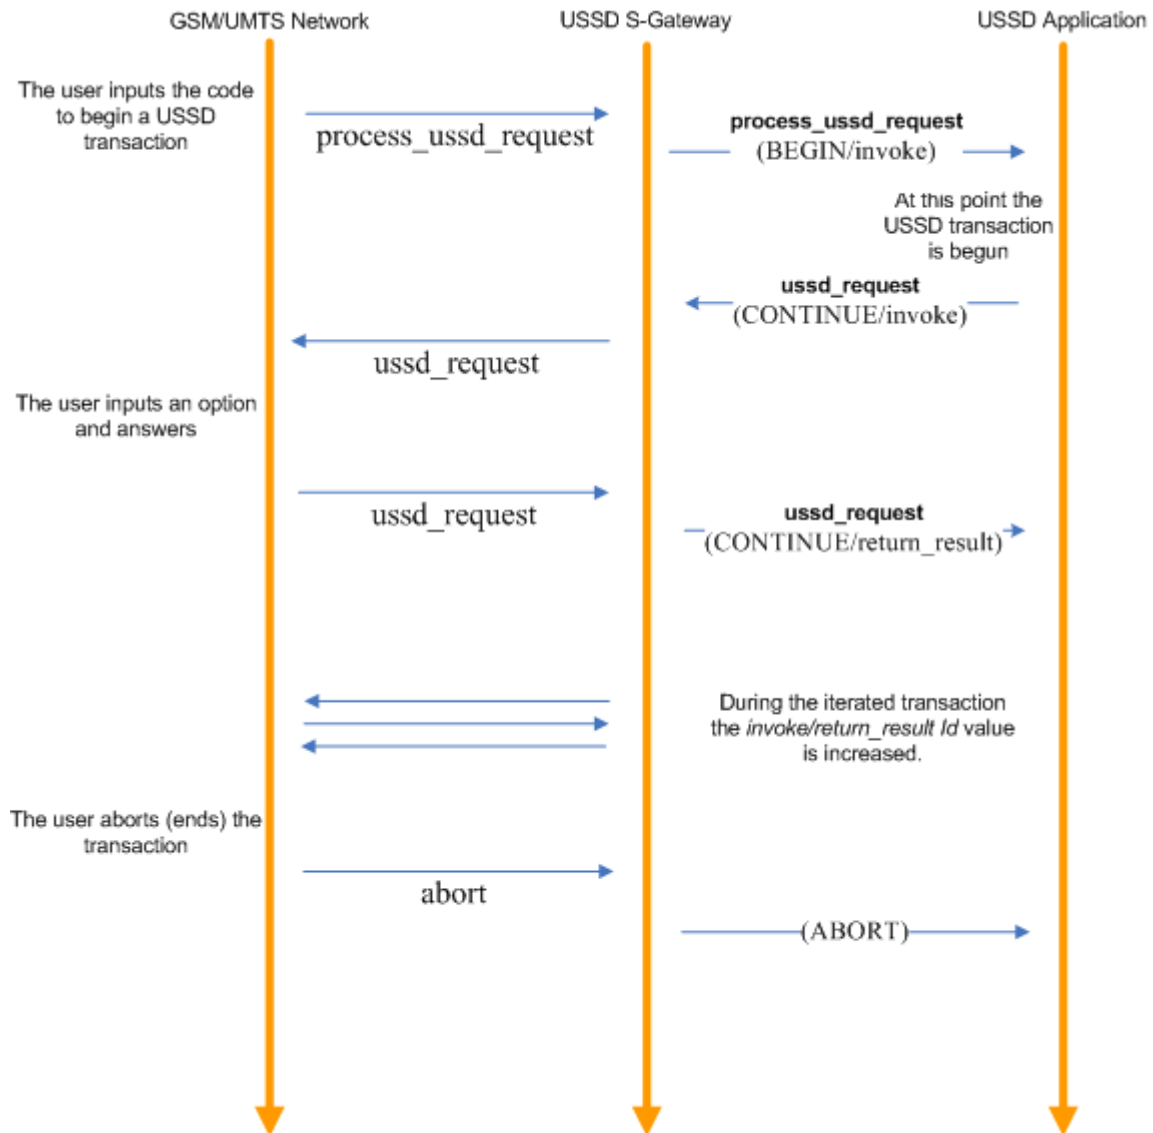 GSM/UMTS Network
USSD S-Gateway
USSD Application
The user inputs the code
to begin a USSD
transaction
process_ussd_request
process_ussd_request
(BEGIN/invoke)
At this point the
USSD transaction
is begun
ussd_request
(CONTINUE/invoke)
ussd_request
The user inputs an option
and answers
ussd_request
ussd_request
(CONTINUE/return_result)
During the iterated transaction
the invoke/return_result Id value
is increased.
The user aborts (ends) the
transaction
abort
(ABORT)